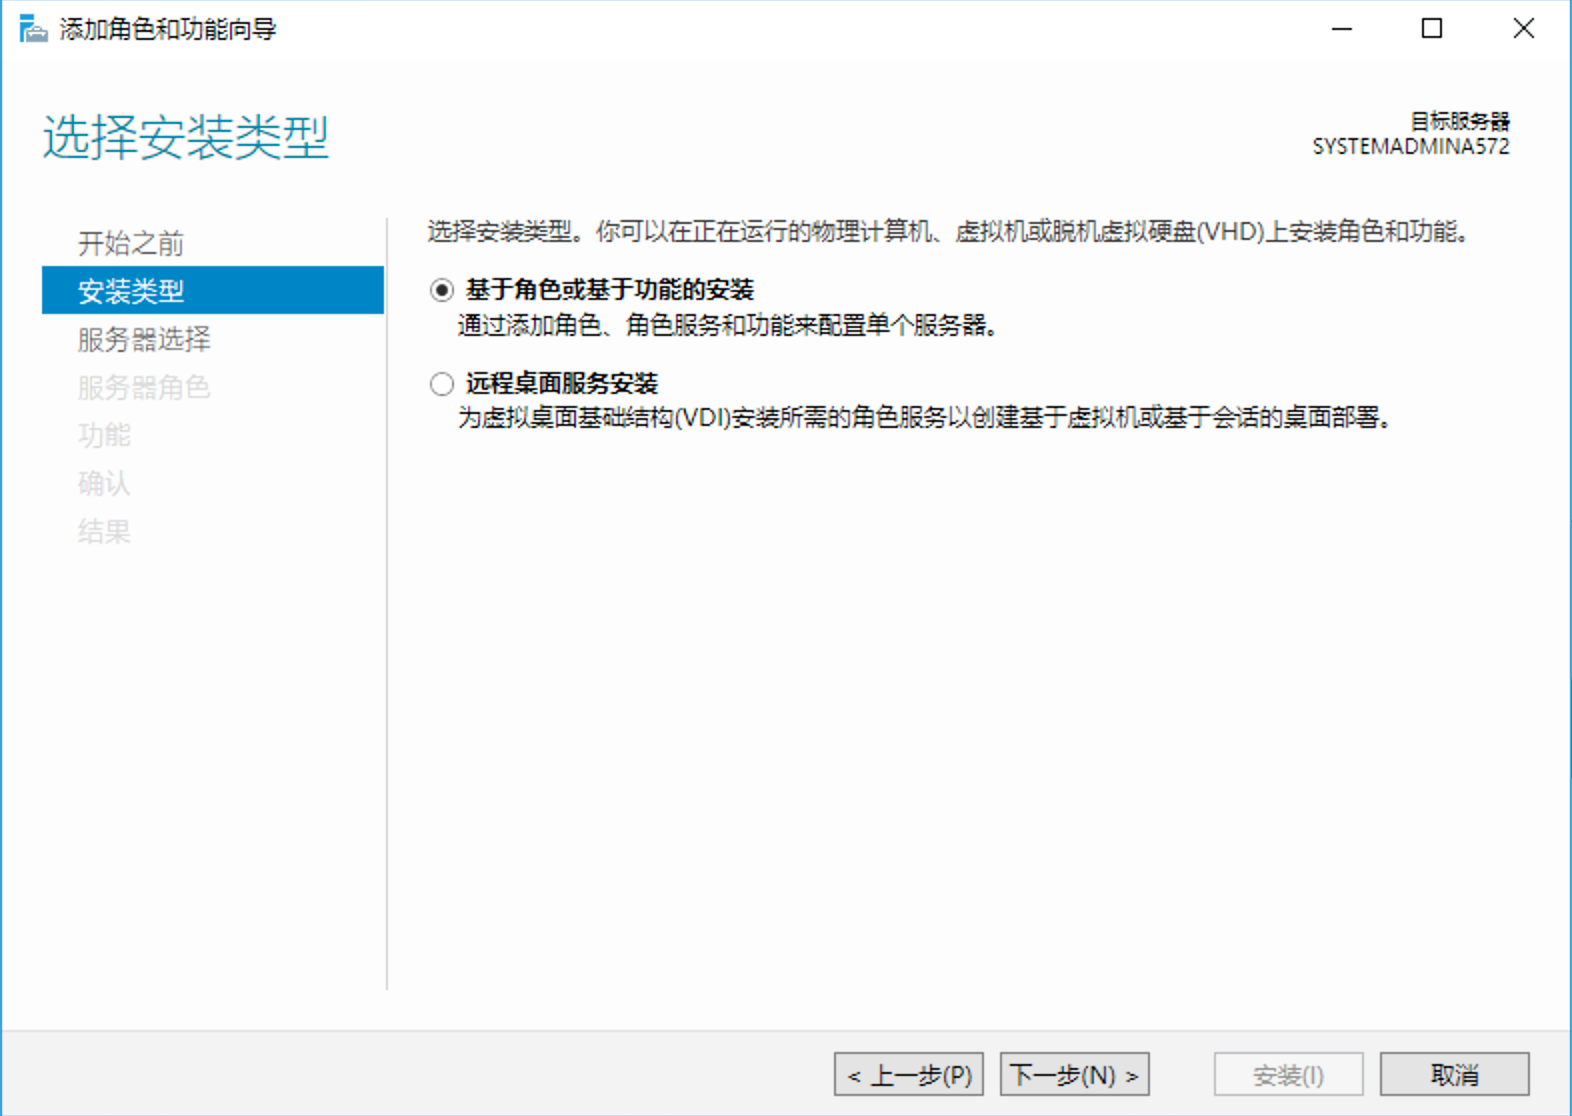 添加角色和功能向导
选择安装类型
目标服务器
SYSTEMADMINA572
开始之前
安装类型
服务器选择
服务器角色
功能
确认
结果
选择安装类型。你可以在正在运行的物理计算机、虚拟机或脱机虚拟硬盘(VHD)上安装角色和功能。
基于角色或基于功能的安装
通过添加角色、角色服务和功能来配置单个服务器。
远程桌面服务安装
为虚拟桌面基础结构(VDI)安装所需的角色服务以创建基于虚拟机或基于会话的桌面部署。
< 上一步(P) 下一步(N) > 安装(I) 取消